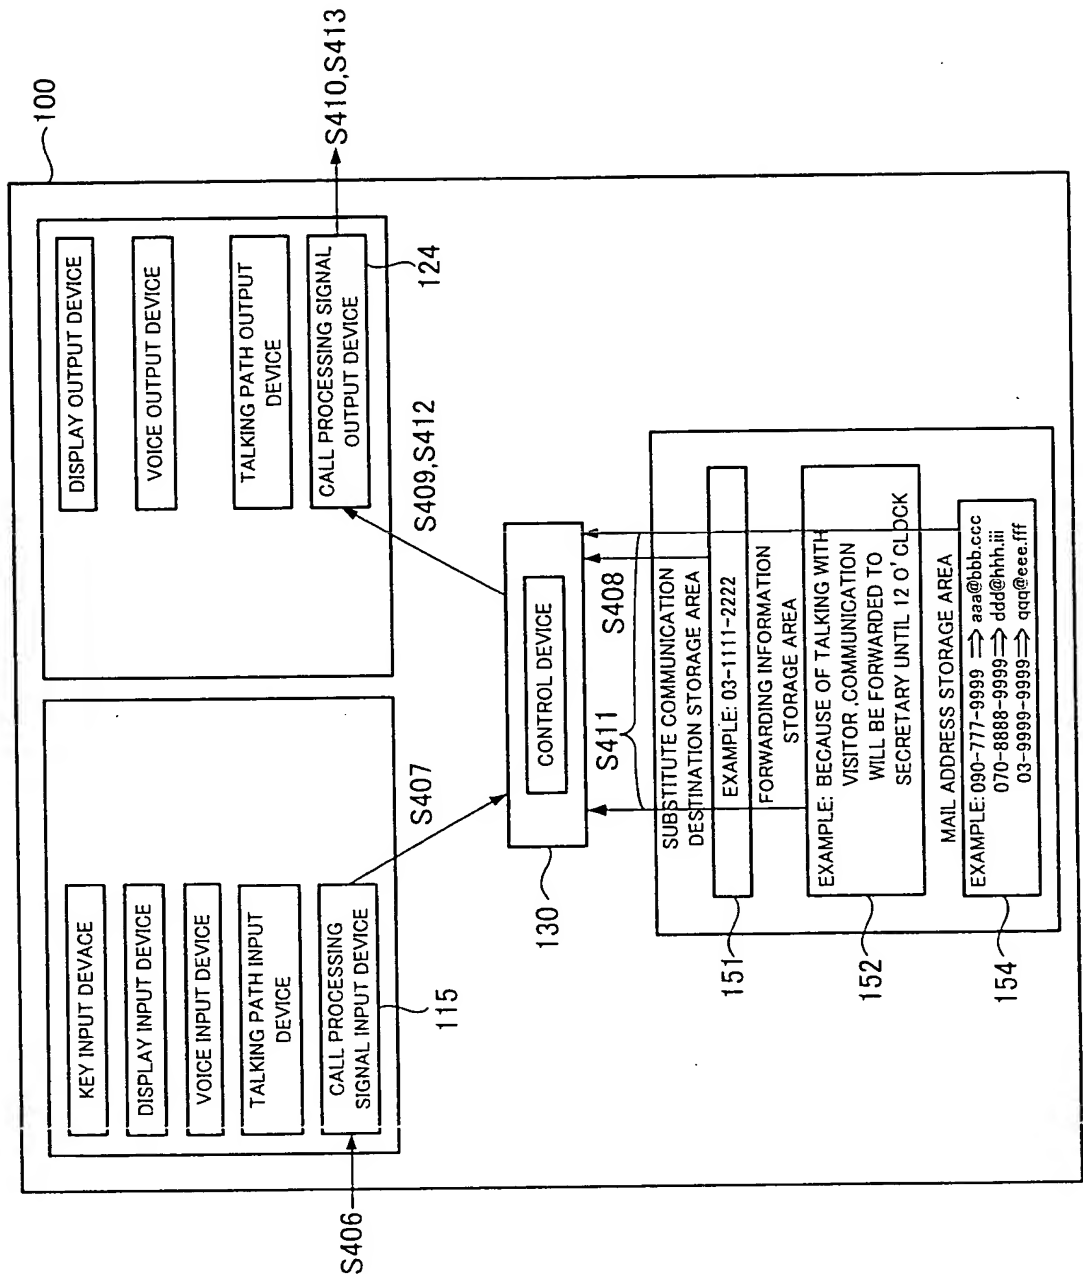 100
KEY INPUT DEVACE
DISPLAY INPUT DEVICE
VOICE INPUT DEVICE
TALKING PATH INPUT
DEVICE
CALL PROCESSING
SIGNAL INPUT DEVICE
115
S406
S407
DISPLAY OUTPUT DEVICE
VOICE OUTPUT DEVICE
TALKING PATH OUTPUT
DEVICE
CALL PROCESSING SIGNAL
OUTPUT DEVICE
124
S410,S413
S409,S412
CONTROL DEVICE
130
S411
S408
SUBSTITUTE COMMUNICATION
DESTINATION STORAGE AREA
EXAMPLE: 03-1111-2222
151
FORWARDING INFORMATION
STORAGE AREA
EXAMPLE: BECAUSE OF TALKING WITH
VISITOR,COMMUNICATION
WILL BE FORWARDED TO
SECRETARY UNTIL 12 O' CLOCK
152
MAIL ADDRESS STORAGE AREA
EXAMPLE:090-777-9999 ⇒ aaa@bbb.ccc
070-8888-9999⇒ ddd@hhh.iii
03-9999-9999⇒ qqq@eee.fff
154